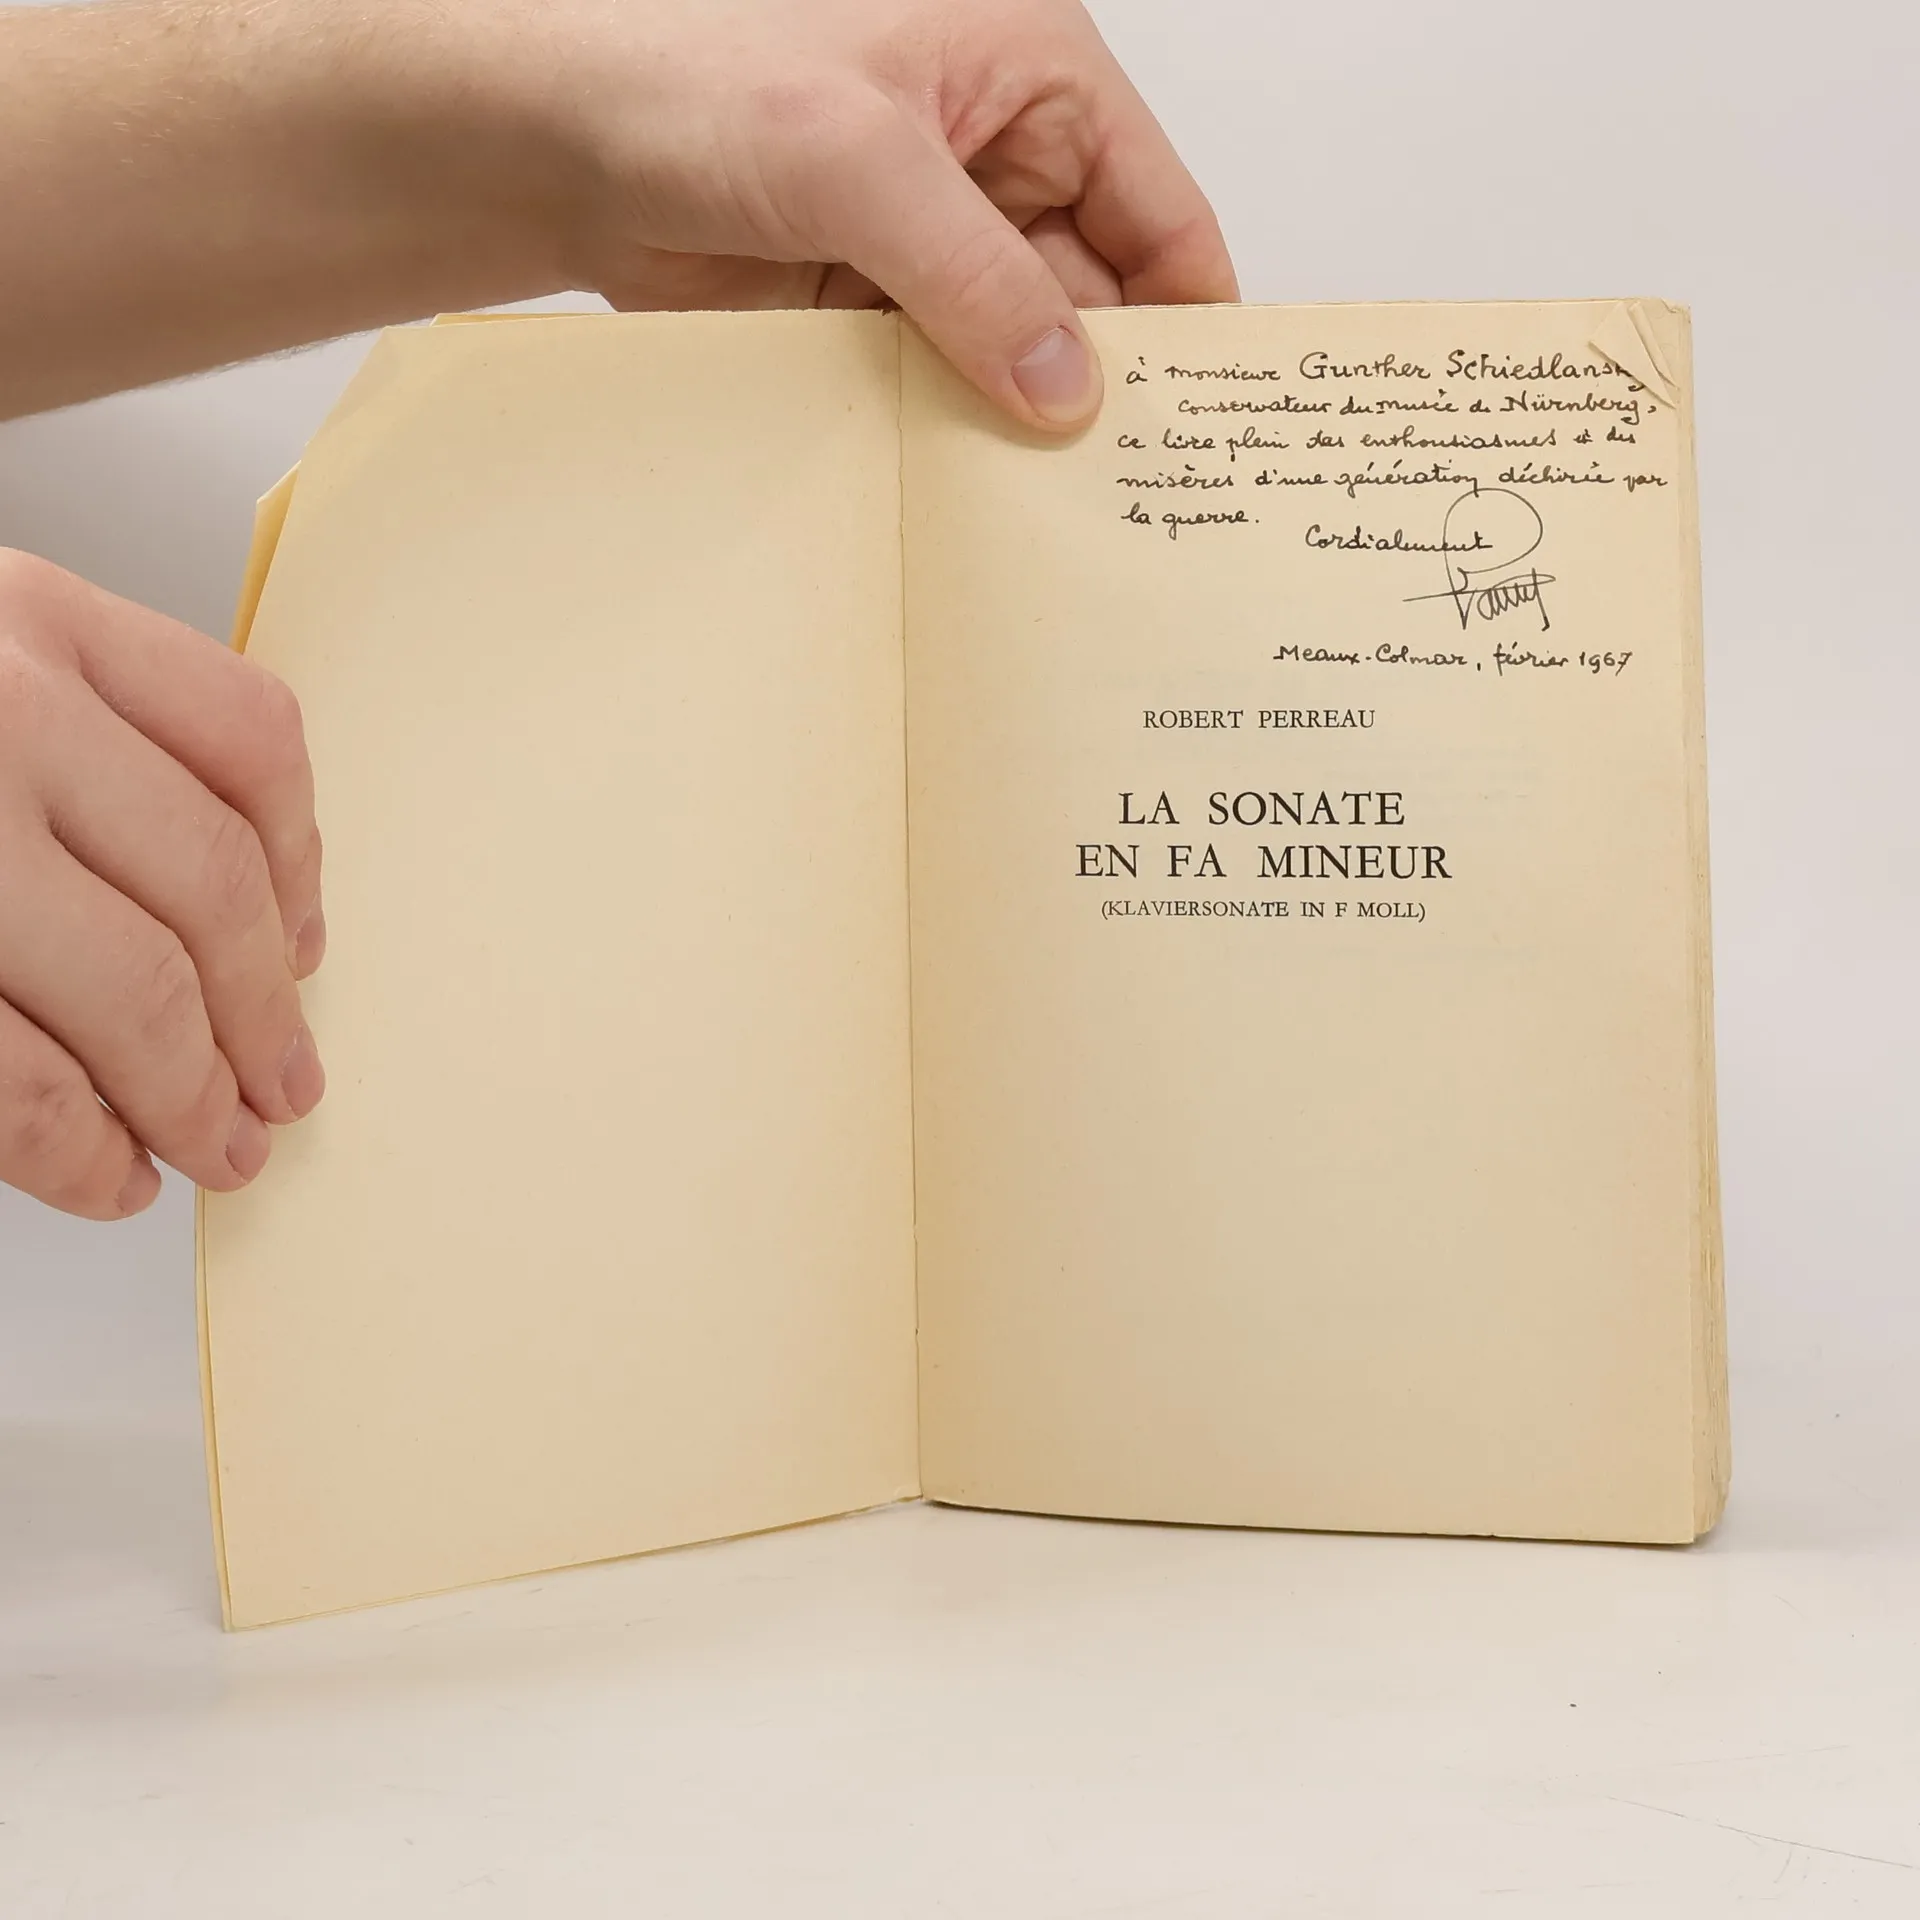 à monsieur Gunther Schiedlansky
conservateur du musée de Nürnberg,
ce livre plein des enthousiasmes et des
misères d'une génération déchirée par
la guerre.
Cordialement
Meaux-Colmar, février 1967
ROBERT PERREAU
LA SONATE
EN FA MINEUR
(KLAVIERSONATE IN F MOLL)